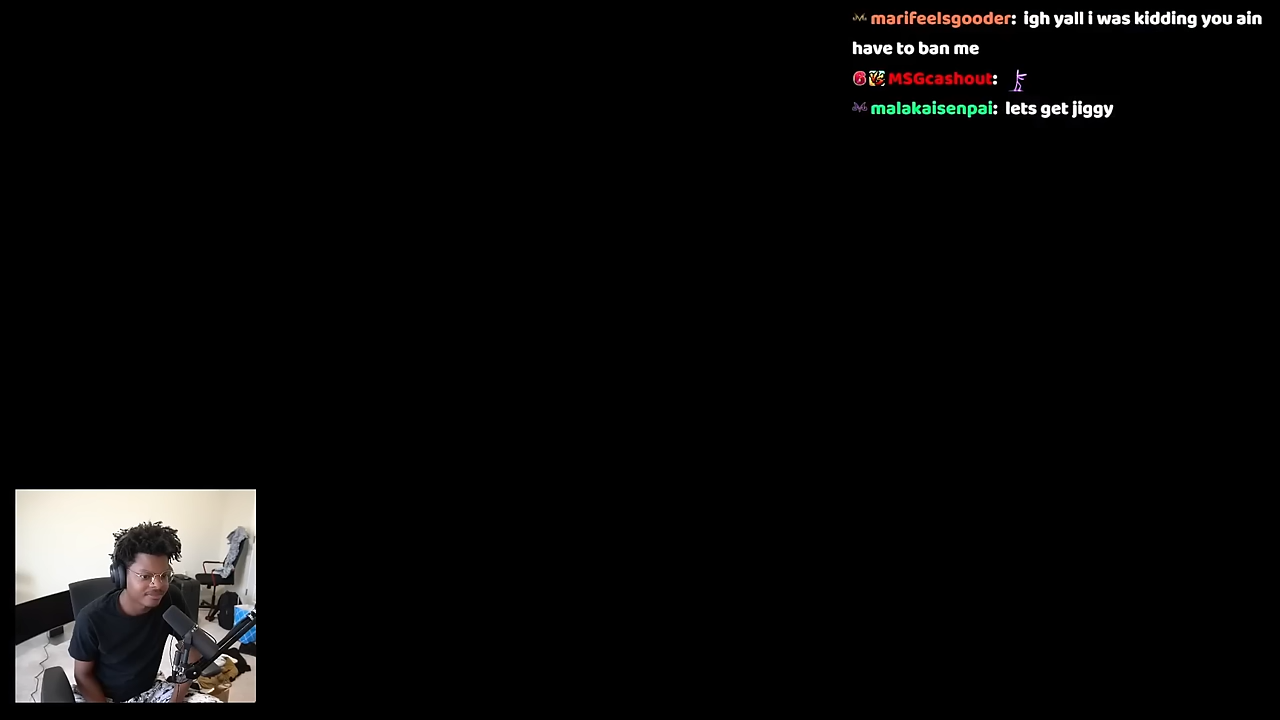 marifeelsgooder: igh yall i was kidding you ain
have to ban me
MSGcashout:
malakaisenpai: lets get jiggy